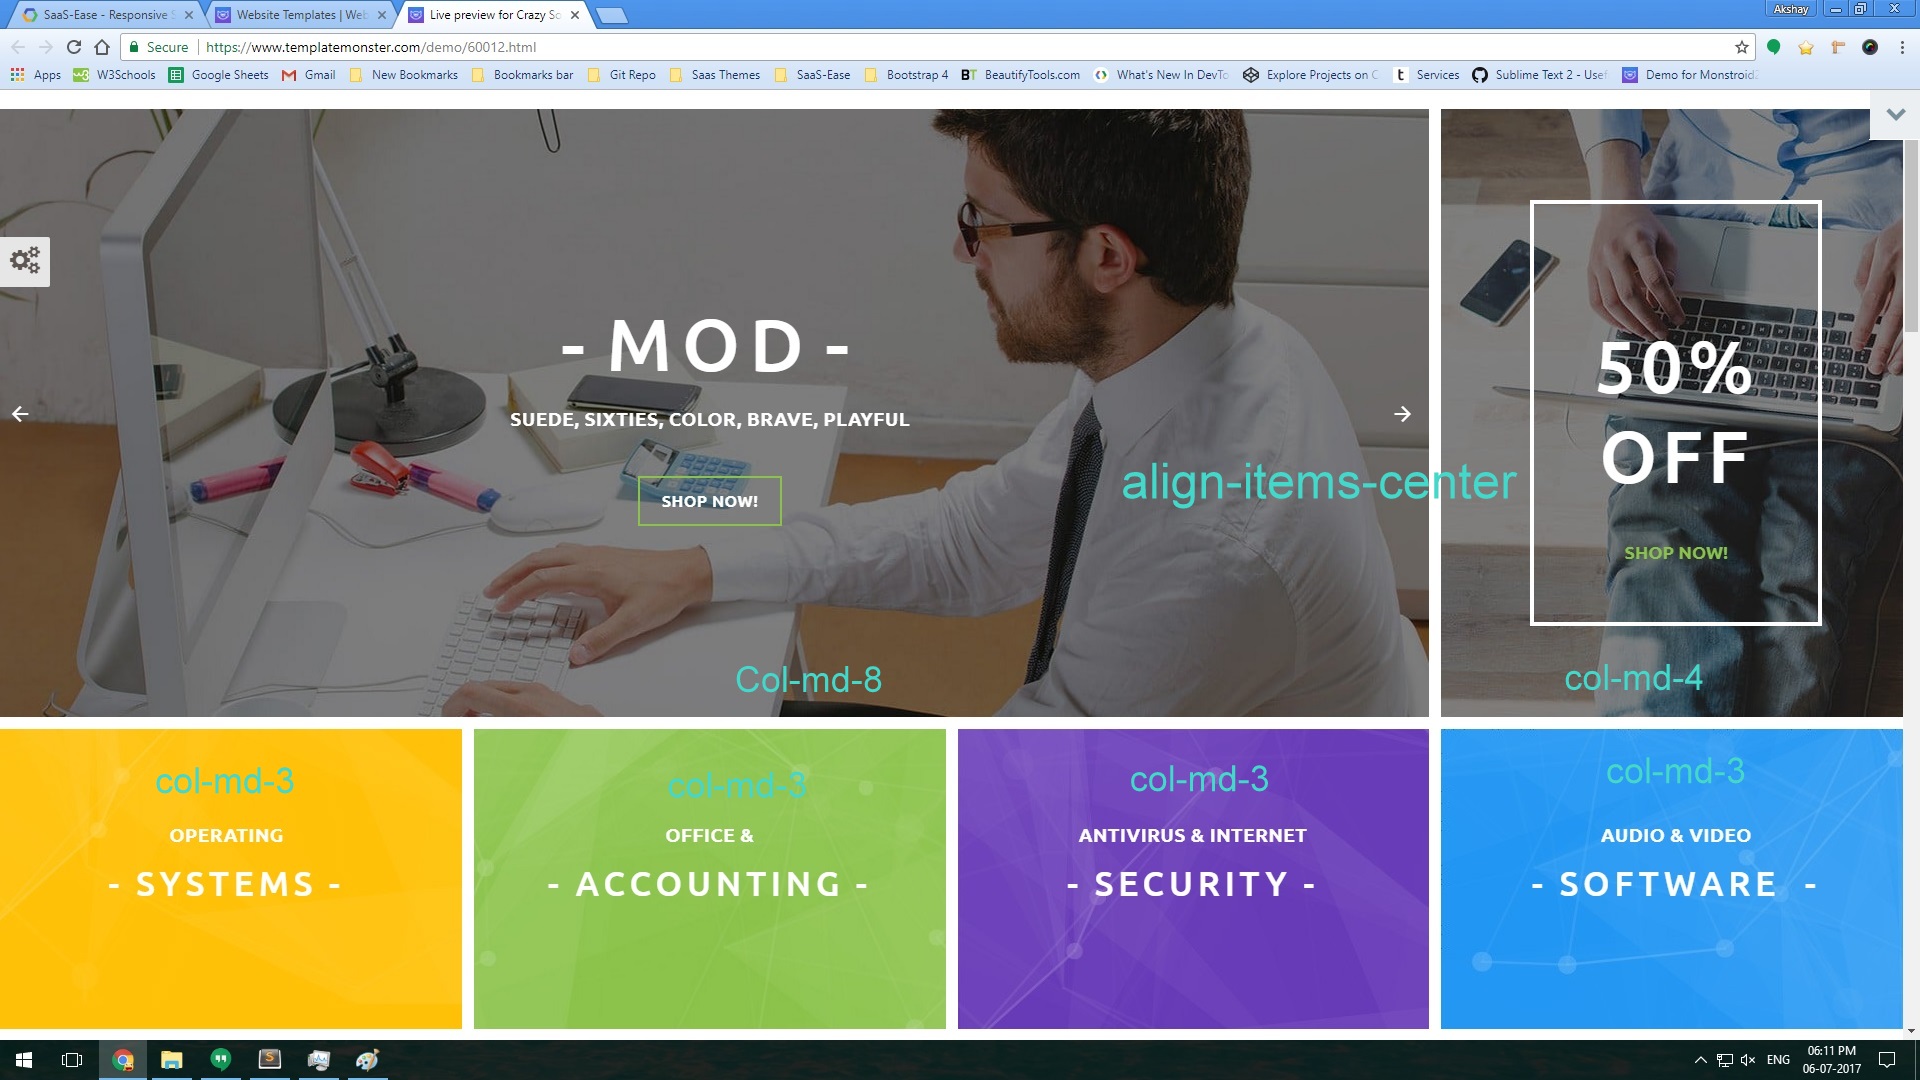 SaaS-Ease - Responsive S
Website Templates | Web
Live preview for Crazy So
Akshay
Secure
https://www.templatemonster.com/demo/60012.html
Apps
W3Schools
Google Sheets
Gmail
New Bookmarks
Bookmarks bar
Git Repo
Saas Themes
SaaS-Ease
Bootstrap 4
BT BeautifyTools.com
What's New In DevTo
Explore Projects on C
t Services
Sublime Text 2 - Usef
Demo for Monstroid2
- MOD -
SUEDE, SIXTIES, COLOR, BRAVE, PLAYFUL
SHOP NOW!
align-items-center
Col-md-8
50%
OFF
SHOP NOW!
col-md-4
col-md-3
OPERATING
- SYSTEMS -
col-md-3
OFFICE &
- ACCOUNTING -
col-md-3
ANTIVIRUS & INTERNET
- SECURITY -
col-md-3
AUDIO & VIDEO
- SOFTWARE -
ENG
06:11 PM
06-07-2017